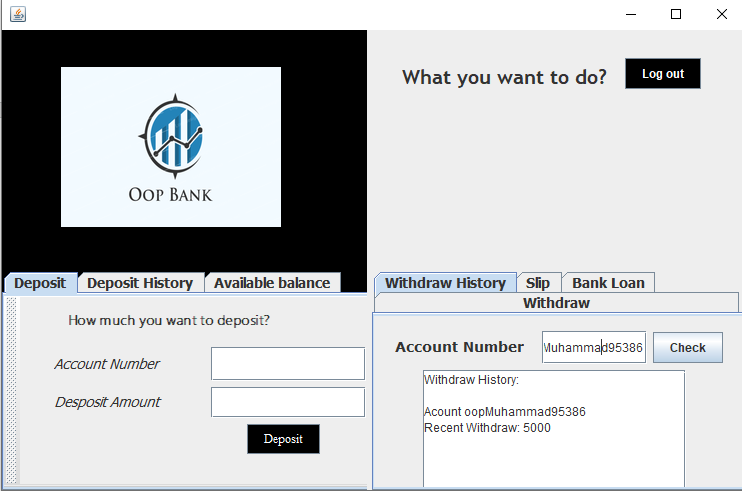 What you want to do?
Log out
OOP BANK
Deposit
Deposit History
Available balance
How much you want to deposit?
Account Number
Desposit Amount
Deposit
Withdraw History
Slip
Bank Loan
Withdraw
Account Number
Muhammad95386
Check
Withdraw History:
Acount oopMuhammad95386
Recent Withdraw: 5000